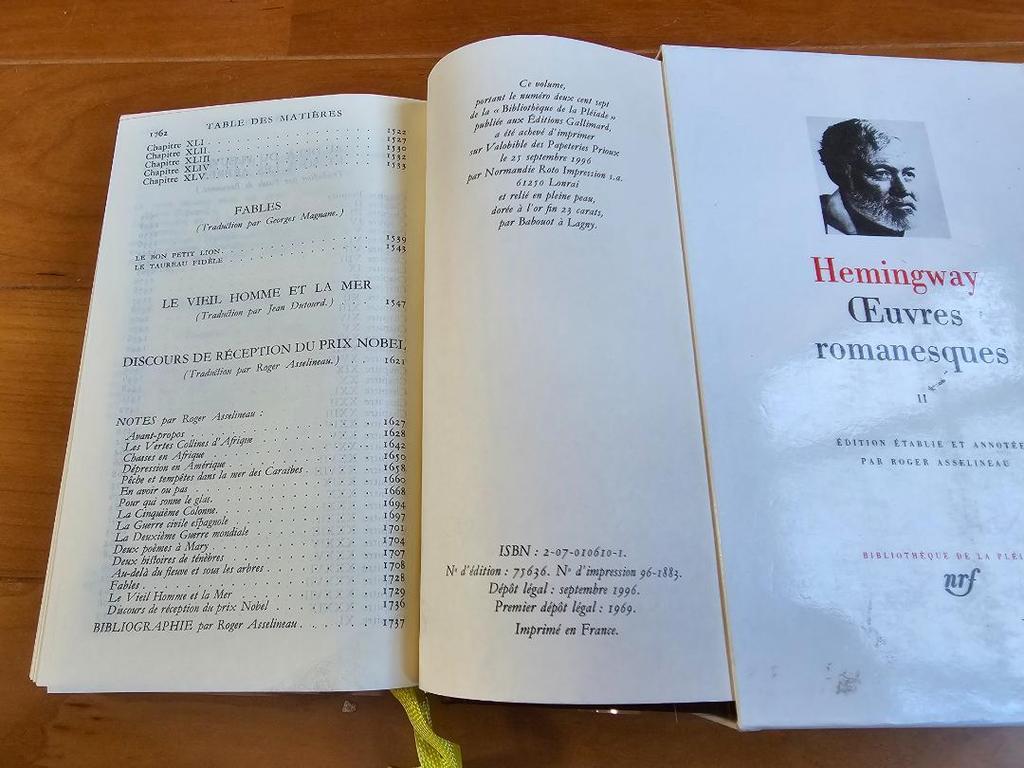 1762 TABLE DES MATIÈRES
Chapitre XLI . . . 1522
Chapitre XLII . . . 1527
Chapitre XLIII . . . 1530
Chapitre XLIV . . . 1532
Chapitre XLV . . . 1533
FABLES
(Traduction par Georges Magnane.)
LE BON PETIT LION . . . 1539
LE TAUREAU FIDÈLE . . . 1543
LE VIEIL HOMME ET LA MER
(Traduction par Jean Dutourd.) . . . 1547
DISCOURS DE RÉCEPTION DU PRIX NOBEL,
(Traduction par Roger Asselineau.) . . . 1621
NOTES par Roger Asselineau : . . . 1627
Avant-propos . . . 1628
Les Vertes Collines d'Afrique . . . 1642
Chasses en Afrique . . . 1650
Dépression en Amérique . . . 1658
Pêche et tempêtes dans la mer des Caraïbes . . . 1660
En avoir ou pas . . . 1668
Pour qui sonne le glas . . . 1694
La Cinquième Colonne . . . 1697
La Guerre civile espagnole . . . 1701
La Deuxième Guerre mondiale . . . 1704
Deux poèmes à Mary . . . 1707
Deux histoires de ténèbres . . . 1708
Au-delà du fleuve et sous les arbres . . . 1728
Fables . . . 1729
Le Vieil Homme et la Mer . . . 1736
Discours de réception du prix Nobel
BIBLIOGRAPHIE par Roger Asselineau . . . 1737
Ce volume,
portant le numéro deux cent sept
de la « Bibliothèque de la Pléiade »
publiée aux Éditions Gallimard,
a été achevé d'imprimer
sur Valobible des Papeteries Prioux
le 25 septembre 1996
par Normandie Roto Impression s.a.
61250 Lonrai
et relié en pleine peau,
dorée à l'or fin 23 carats,
par Babouot à Lagny.
ISBN : 2-07-010610-1.
N° d'édition : 75636. N° d'impression 96-1883.
Dépôt légal : septembre 1996.
Premier dépôt légal : 1969.
Imprimé en France.
Hemingway
Œuvres
romanesques
II
ÉDITION ÉTABLIE ET ANNOTÉE
PAR ROGER ASSELINEAU
BIBLIOTHÈQUE DE LA PLÉI
nrf